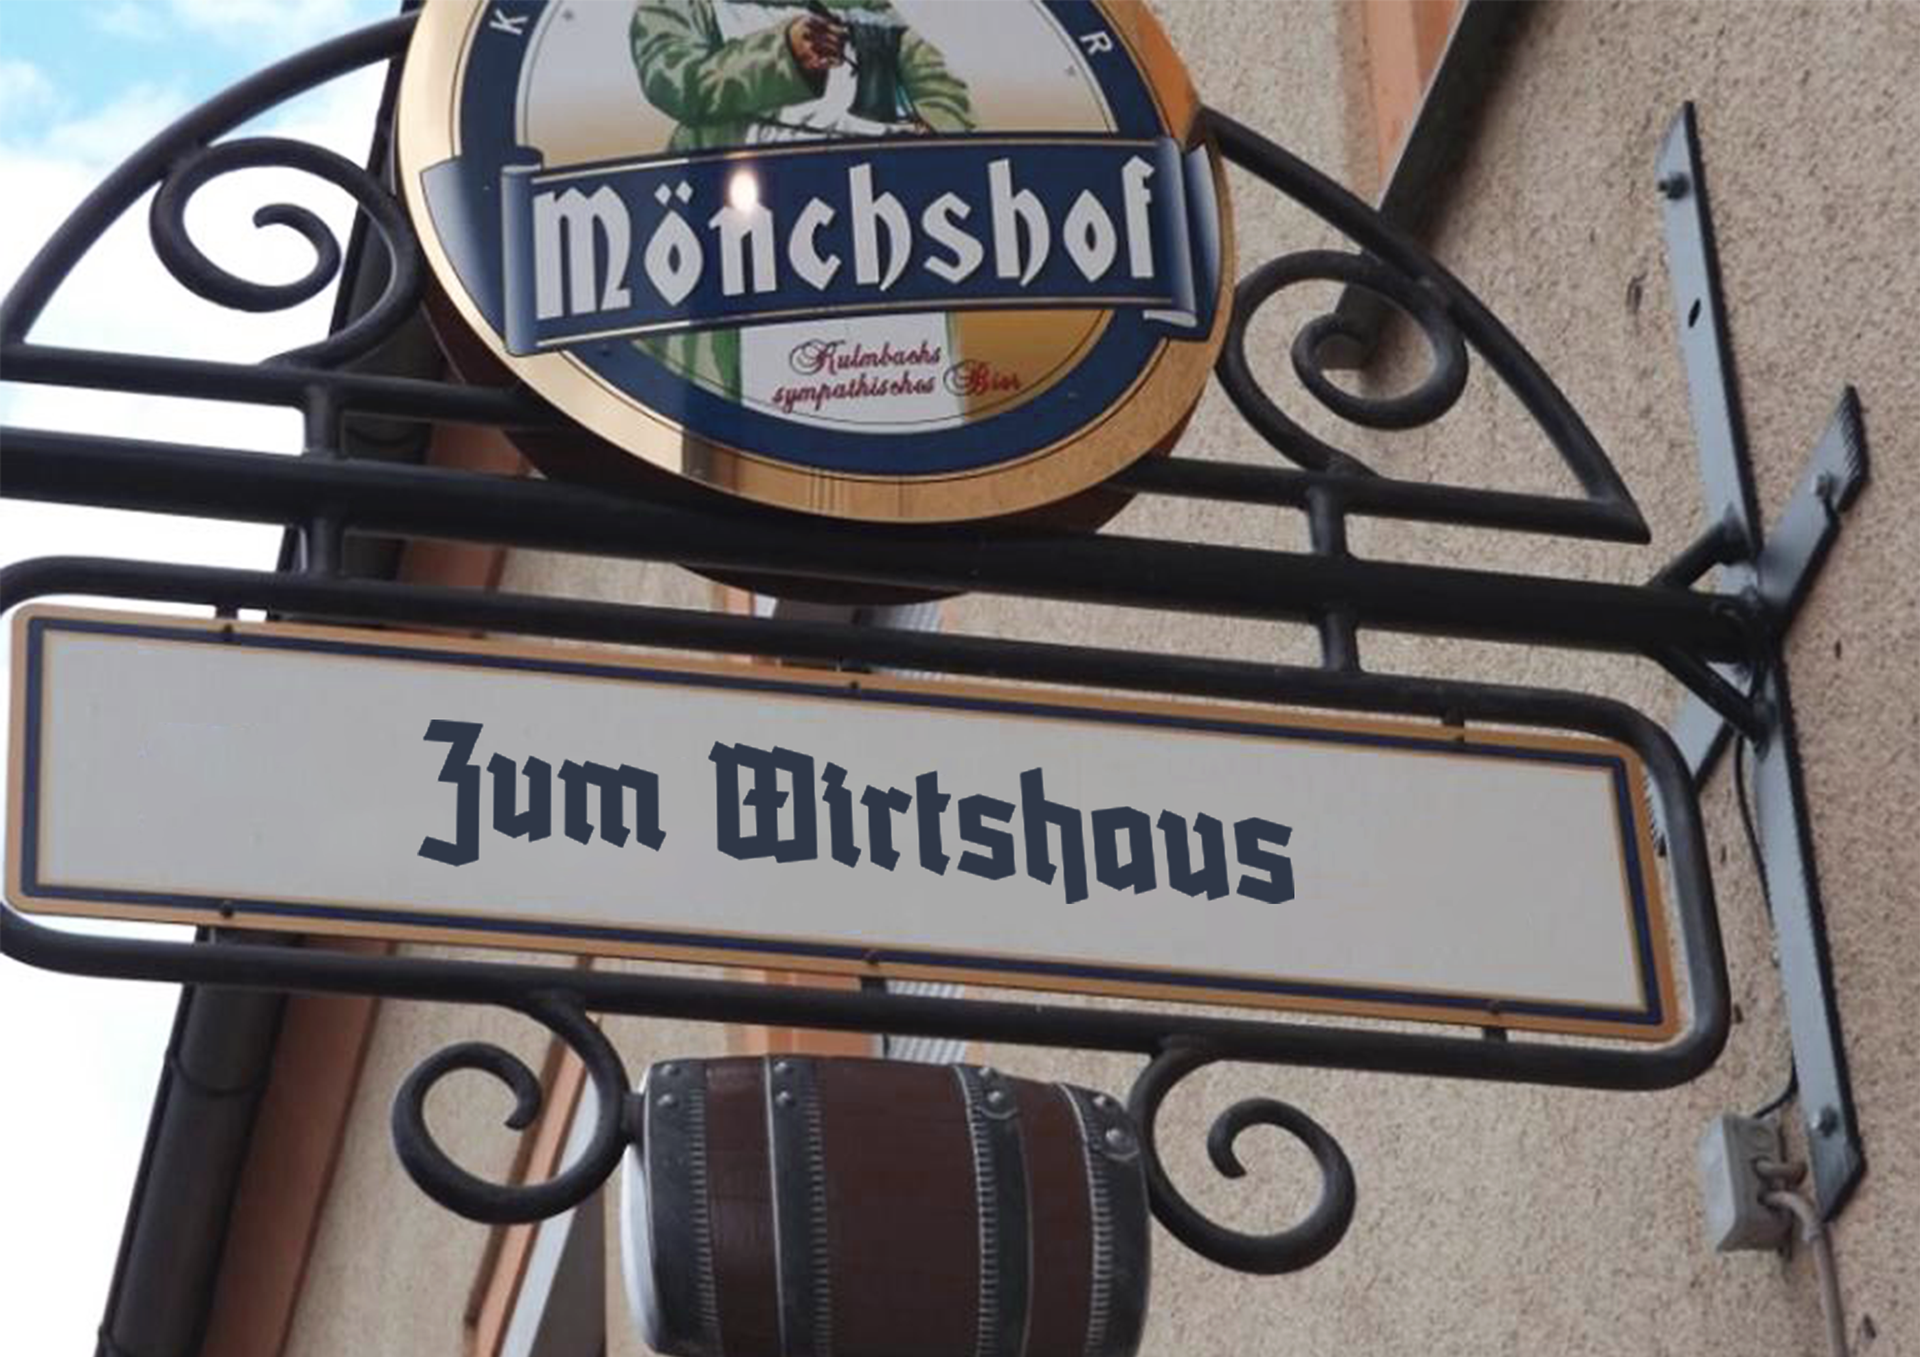 K R
Mönchshof
Kulmbachs
sympathisches Bier
Zum Wirtshaus